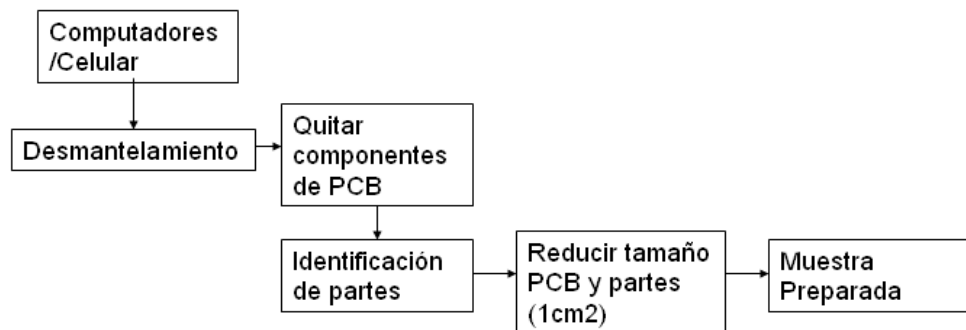 Computadores
/Celular
Desmantelamiento
Quitar
componentes
de PCB
Identificación
de partes
Reducir tamaño
PCB y partes
(1cm2)
Muestra
Preparada